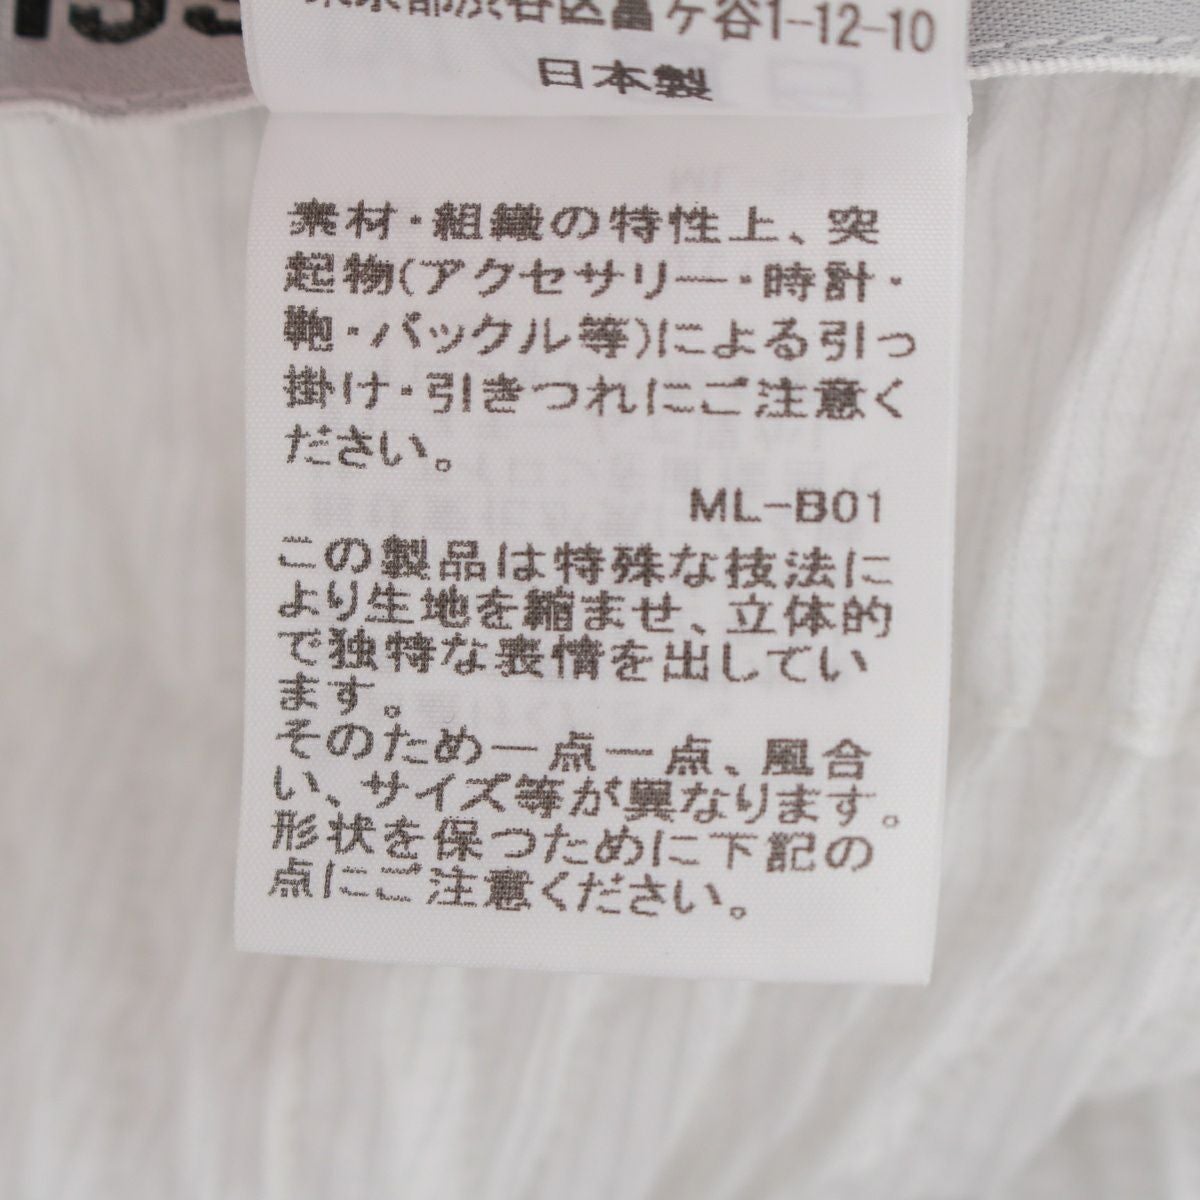 東京都渋谷区富ヶ谷1-12-10
日本製
素材・組織の特性上、突
起物(アクセサリー・時計・
鞄・バックル等)による引っ
掛け・引きつれにご注意く
ださい。
ML-B01
この製品は特殊な技法に
より生地を縮ませ、立体的
で独特な表情を出してい
ます。
そのため一点一点、風合
い、サイズ等が異なります。
形状を保つために下記の
点にご注意ください。